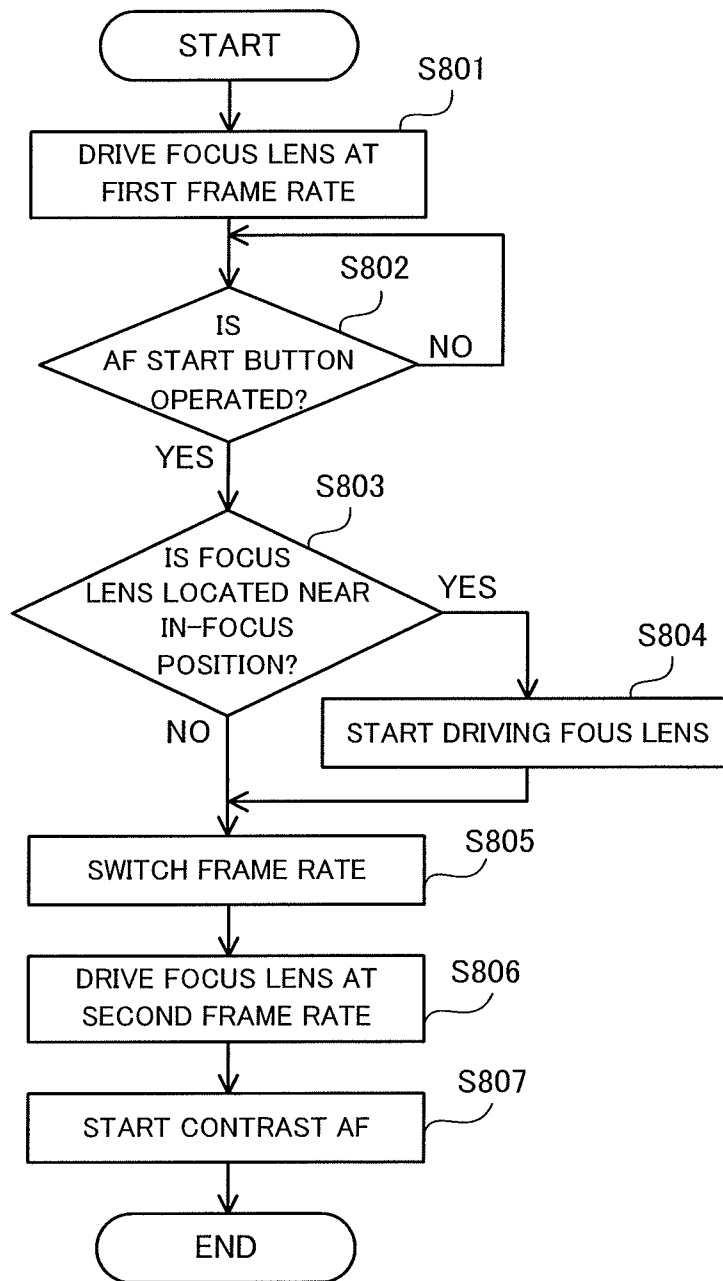 START
S801
DRIVE FOCUS LENS AT
FIRST FRAME RATE
S802
IS
AF START BUTTON
OPERATED?
NO
YES
S803
IS FOCUS
LENS LOCATED NEAR
IN-FOCUS
POSITION?
YES
S804
START DRIVING FOUS LENS
NO
S805
SWITCH FRAME RATE
S806
DRIVE FOCUS LENS AT
SECOND FRAME RATE
S807
START CONTRAST AF
END